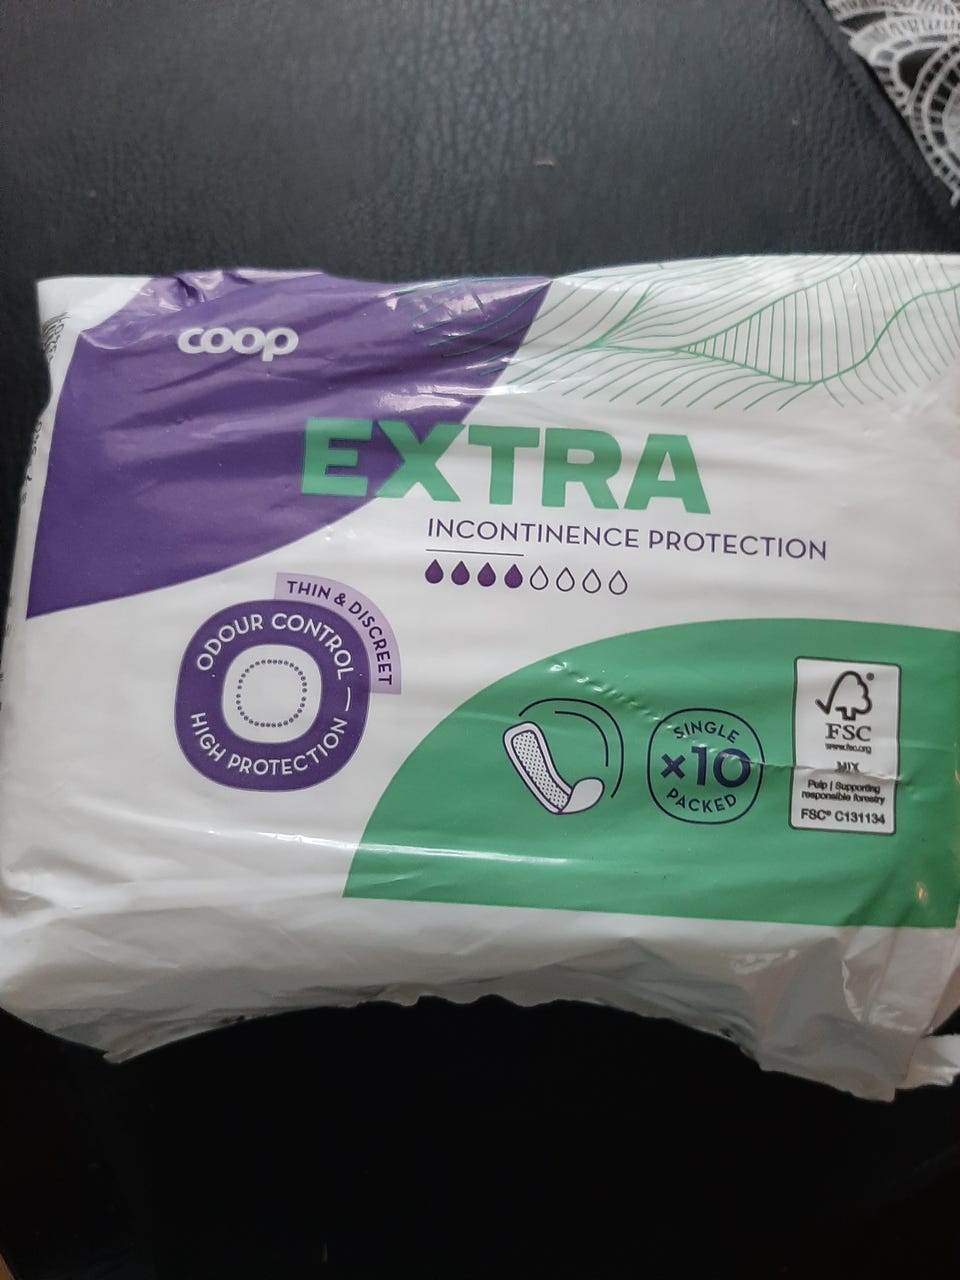 coop
EXTRA
INCONTINENCE PROTECTION
THIN & DISCREET
ODOUR CONTROL –
HIGH PROTECTION –
SINGLE
x10
PACKED
FSC®
www.fsc.org
MIX
Pulp | Supporting
responsible forestry
FSC® C131134